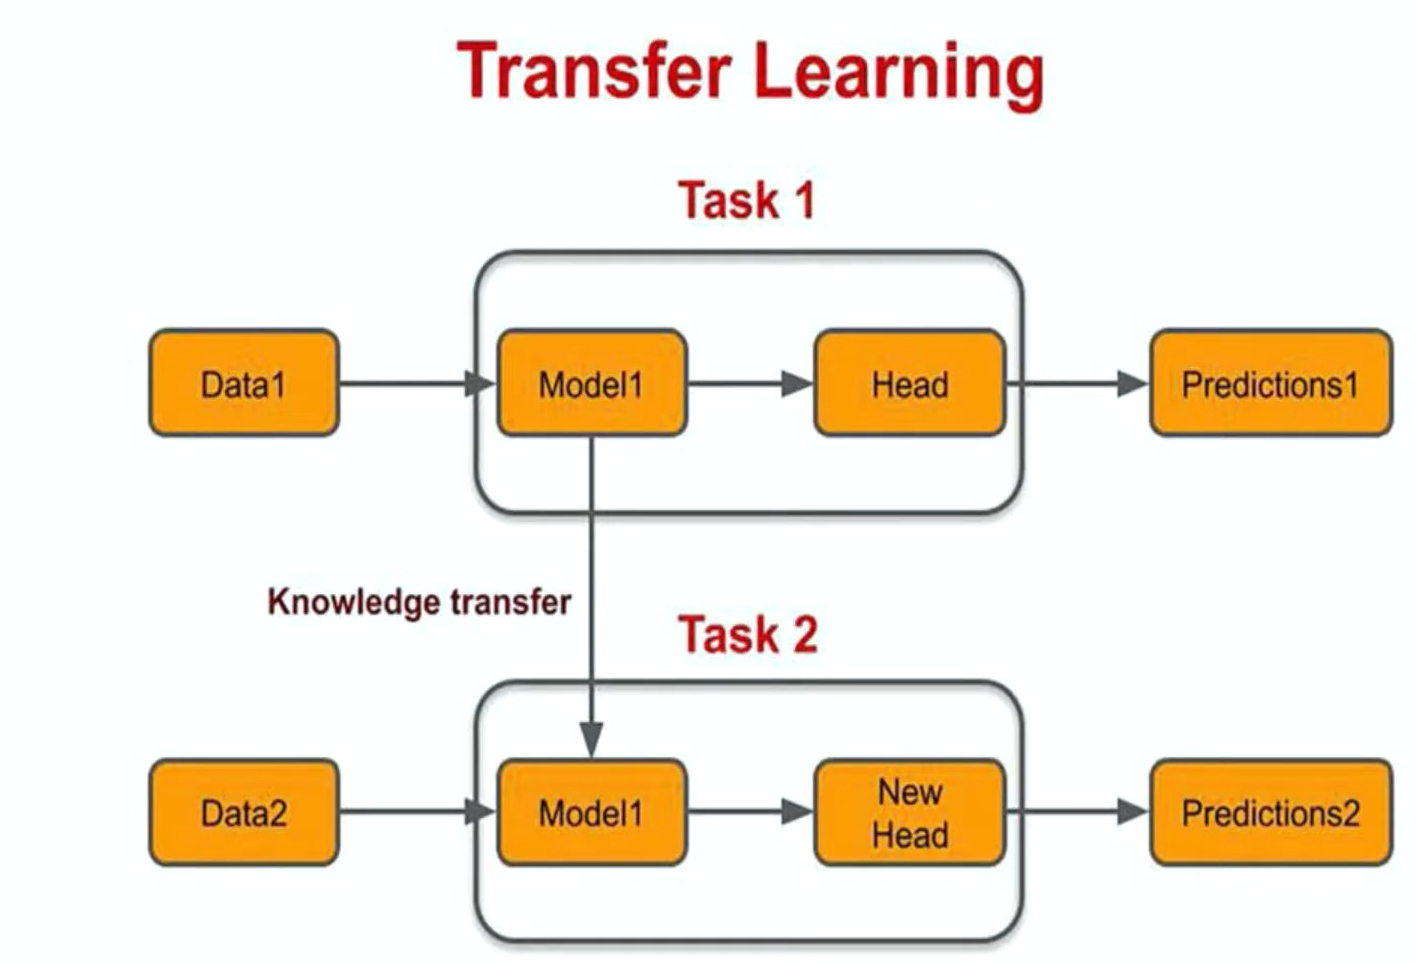 Transfer Learning
Task 1
Data1
Model1
Head
Predictions1
Knowledge transfer
Task 2
Data2
Model1
New
Head
Predictions2